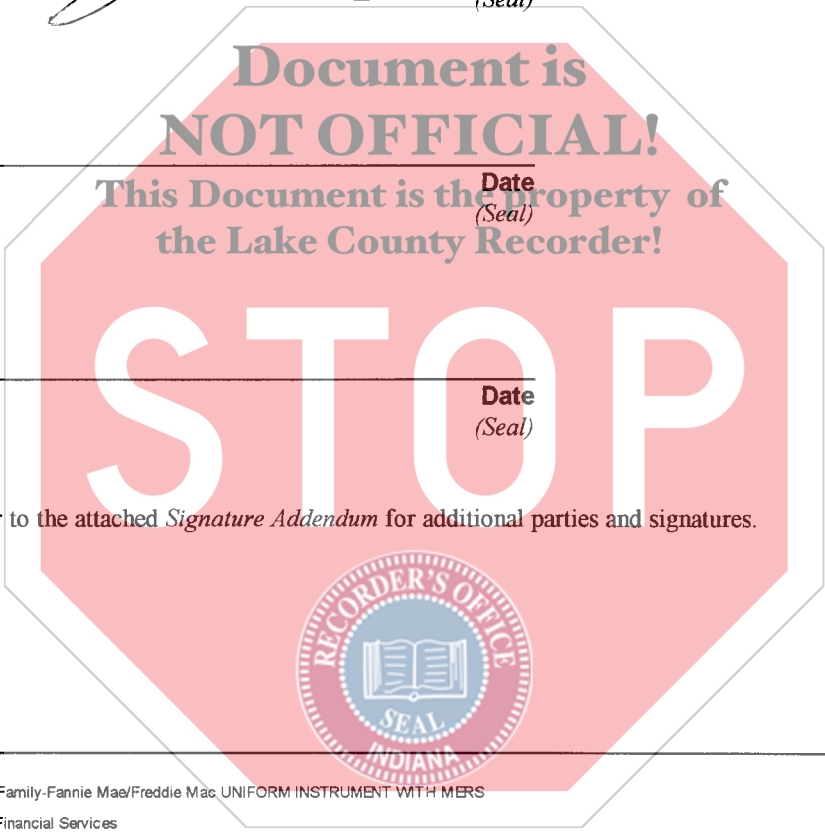 (Seal)
Document is
NOT OFFICIAL!
Date
This Document is the property of
(Seal)
the Lake County Recorder!
STOP
Date
(Seal)
to the attached Signature Addendum for additional parties and signatures.
RECORDER'S OFFICE
SEAL
INDIANA
Family-Fannie Mae/Freddie Mac UNIFORM INSTRUMENT WITH MERS
Financial Services